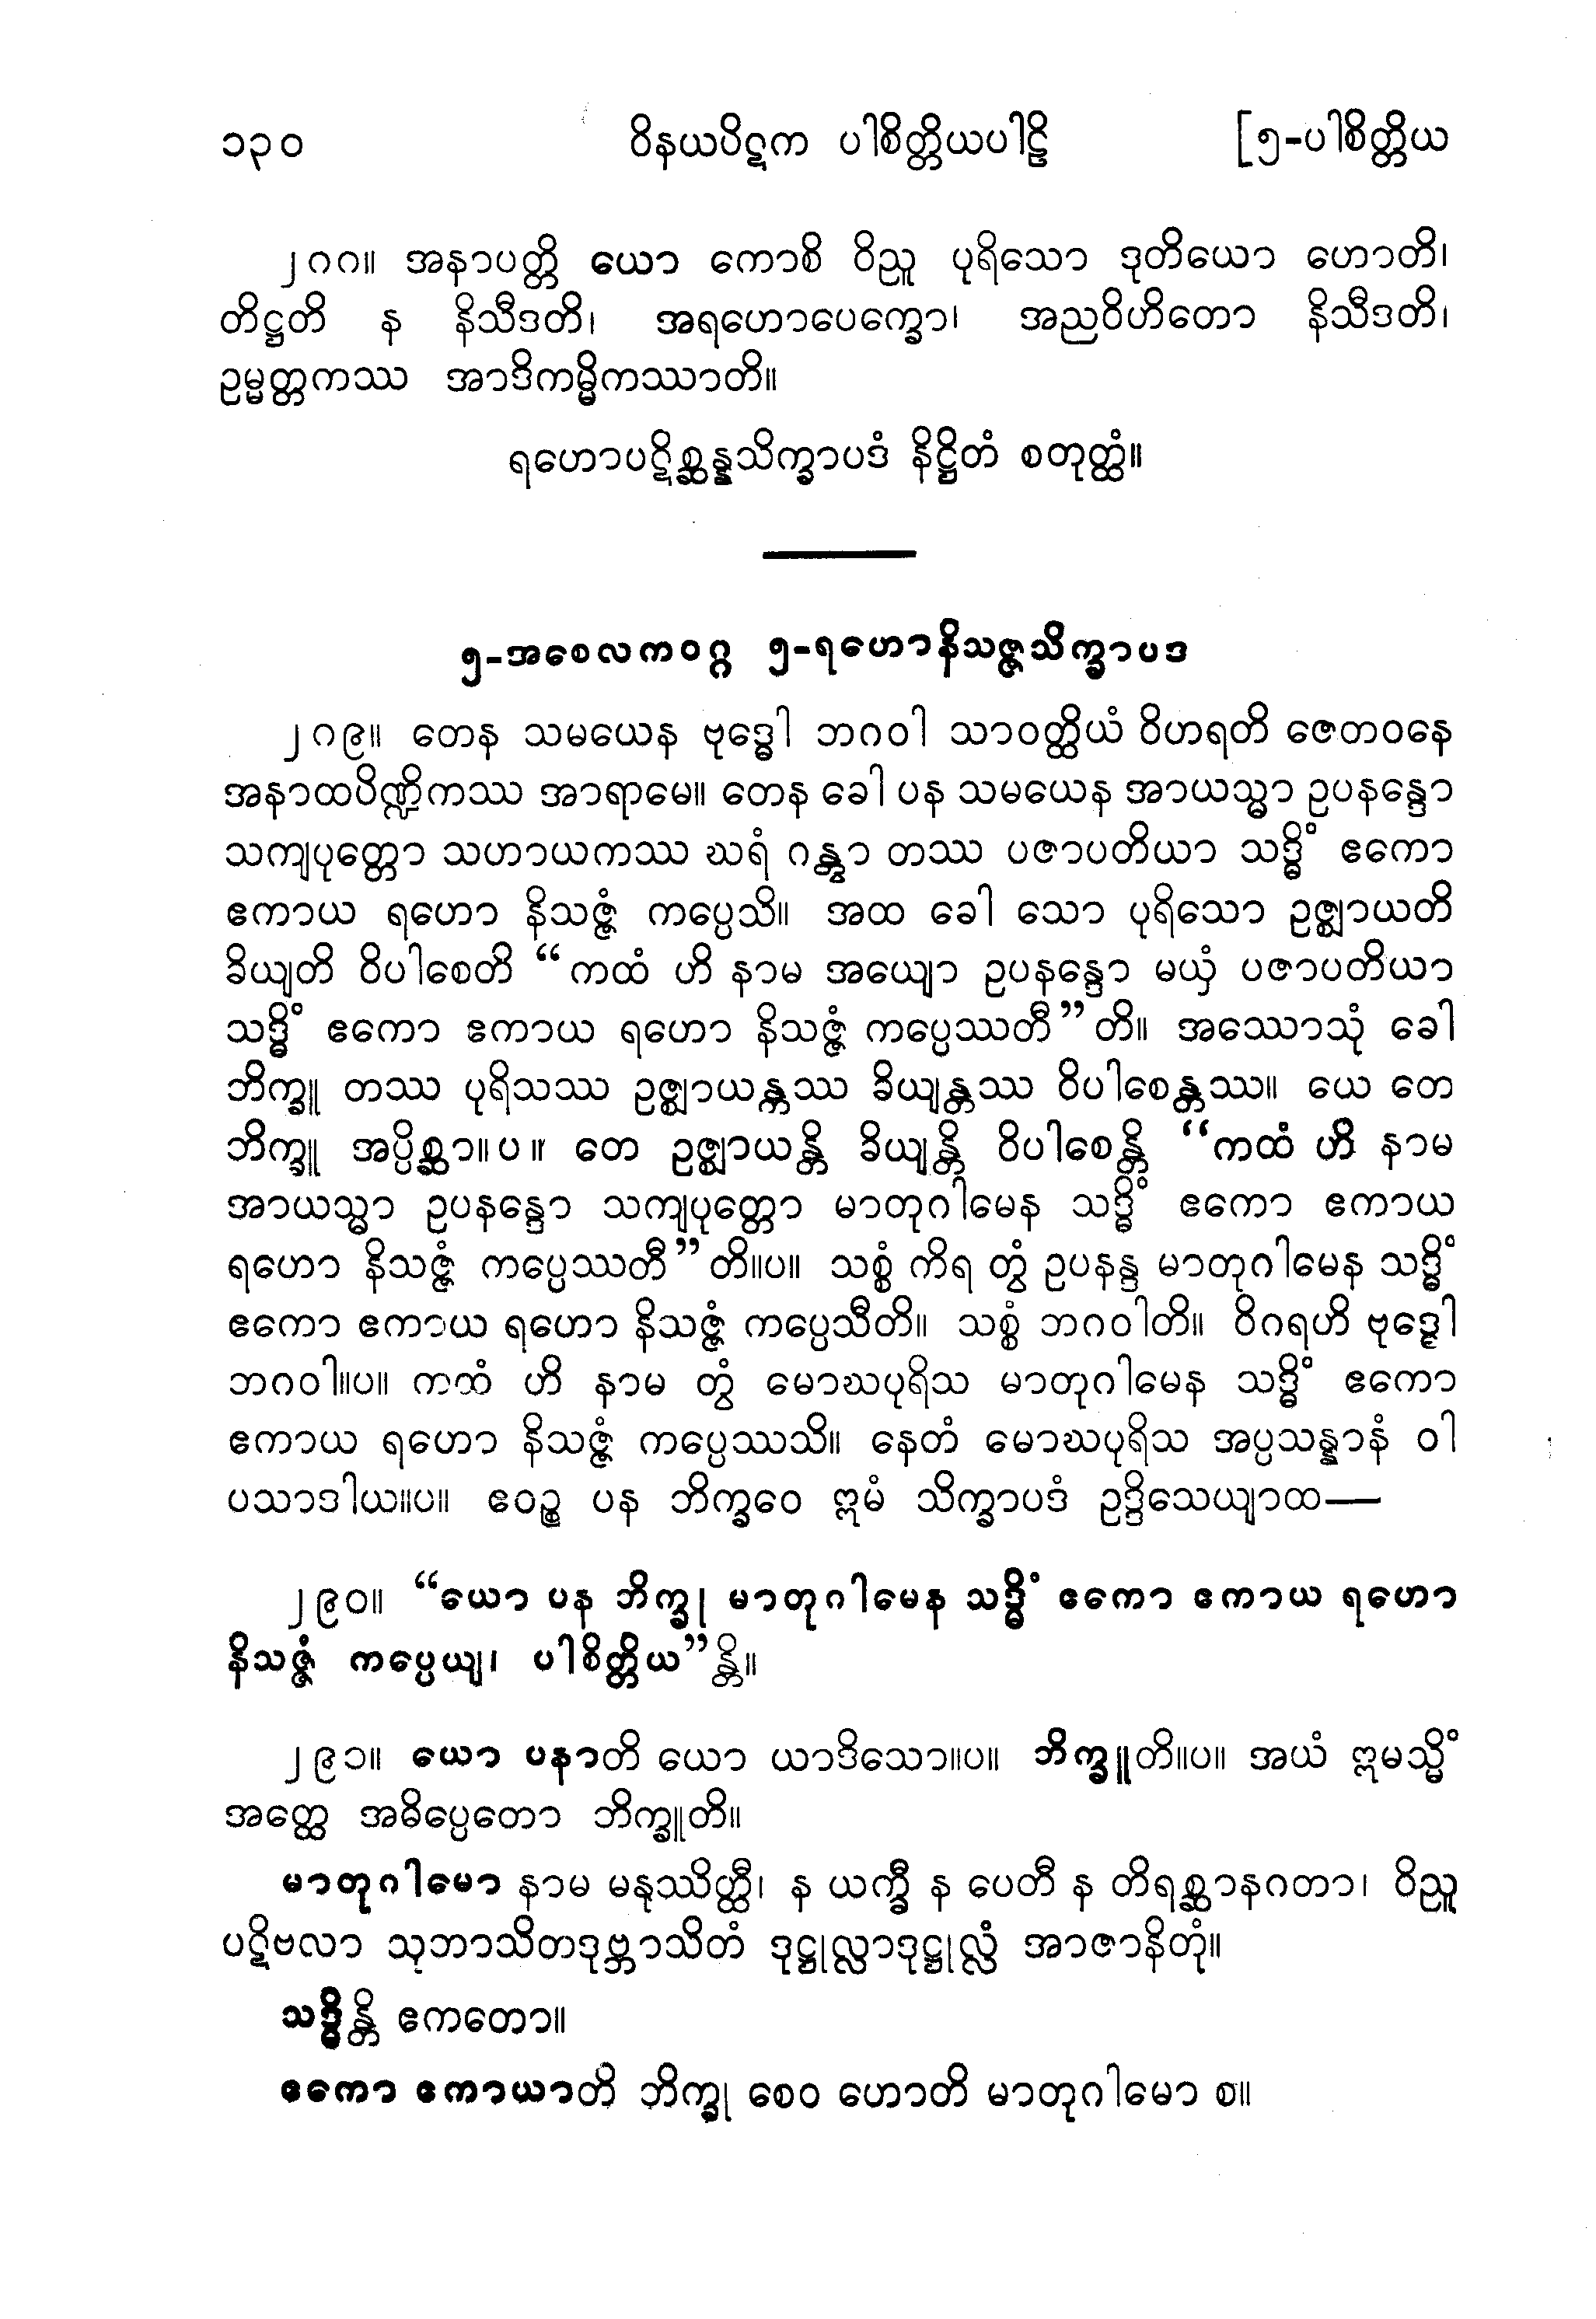 ၁၃၀ ဝိနယပိဋက ပါစိတ္တိယပါဠိ [၅-ပါစိတ္တိယ
၂၈၈။ အနာပတ္တိ ယော ကောစိ ဝိညူ ပုရိသော ဒုတိယော ဟောတိ၊
တိဋ္ဌတိ န နိသီဒတိ၊ အရဟောပေက္ခော၊ အညဝိဟိတော နိသီဒတိ၊
ဥမ္မတ္တကဿ အာဒိကမ္မိကဿာတိ။
ရဟောပဋိစ္ဆန္နသိက္ခာပဒံ နိဋ္ဌိတံ စတုတ္ထံ။
၅-အစေလကဝဂ္ဂ ၅-ရဟောနိသဇ္ဇသိက္ခာပဒ
၂၈၉။ တေန သမယေန ဗုဒ္ဓေါ ဘဂဝါ သာဝတ္ထိယံ ဝိဟရတိ ဇေတဝနေ
အနာထပိဏ္ဍိကဿ အာရာမေ။ တေန ခေါ ပန သမယေန အာယသ္မာ ဥပနန္ဒော
သကျပုတ္တော သဟာယကဿ ဃရံ ဂန္တွာ တဿ ပဇာပတိယာ သဒ္ဓိံ ဧကော
ဧကာယ ရဟော နိသဇ္ဇံ ကပ္ပေသိ။ အထ ခေါ သော ပုရိသော ဥဇ္ဈာယတိ
ခိယျတိ ဝိပါစေတိ “ကထံ ဟိ နာမ အယျော ဥပနန္ဒော မယှံ ပဇာပတိယာ
သဒ္ဓိံ ဧကော ဧကာယ ရဟော နိသဇ္ဇံ ကပ္ပေဿတီ”တိ။ အဿောသုံ ခေါ
ဘိက္ခူ တဿ ပုရိသဿ ဥဇ္ဈာယန္တဿ ခိယျန္တဿ ဝိပါစေန္တဿ။ ယေ တေ
ဘိက္ခူ အပ္ပိစ္ဆာ။ပ။ တေ ဥဇ္ဈာယန္တိ ခိယျန္တိ ဝိပါစေန္တိ “ကထံ ဟိ နာမ
အာယသ္မာ ဥပနန္ဒော သကျပုတ္တော မာတုဂါမေန သဒ္ဓိံ ဧကော ဧကာယ
ရဟော နိသဇ္ဇံ ကပ္ပေဿတီ”တိ။ပ။ သစ္စံ ကိရ တွံ ဥပနန္ဒ မာတုဂါမေန သဒ္ဓိံ
ဧကော ဧကာယ ရဟော နိသဇ္ဇံ ကပ္ပေသီတိ။ သစ္စံ ဘဂဝါတိ။ ဝိဂရဟိ ဗုဒ္ဓေါ
ဘဂဝါ။ပ။ ကထံ ဟိ နာမ တွံ မောဃပုရိသ မာတုဂါမေန သဒ္ဓိံ ဧကော
ဧကာယ ရဟော နိသဇ္ဇံ ကပ္ပေဿသိ။ နေတံ မောဃပုရိသ အပ္ပသန္နာနံ ဝါ
ပသာဒါယ။ပ။ ဧဝဉ္စ ပန ဘိက္ခဝေ ဣမံ သိက္ခာပဒံ ဥဒ္ဒိသေယျာထ—
၂၉၀။ “ယော ပန ဘိက္ခု မာတုဂါမေန သဒ္ဓိံ ဧကော ဧကာယ ရဟော
နိသဇ္ဇံ ကပ္ပေယျ၊ ပါစိတ္တိယ”န္တိ။
၂၉၁။ ယော ပနာတိ ယော ယာဒိသော။ပ။ ဘိက္ခူတိ။ပ။ အယံ ဣမသ္မိံ
အတ္ထေ အဓိပ္ပေတော ဘိက္ခူတိ။
မာတုဂါမော နာမ မနုဿိတ္ထီ၊ န ယက္ခီ န ပေတီ န တိရစ္ဆာနဂတာ၊ ဝိညူ
ပဋိဗလာ သုဘာသိတဒုဗ္ဘာသိတံ ဒုဋ္ဌုလ္လာဒုဋ္ဌုလ္လံ အာဇာနိတုံ။
သဒ္ဓိန္တိ ဧကတော။
ဧကော ဧကာယာတိ ဘိက္ခု စေဝ ဟောတိ မာတုဂါမော စ။